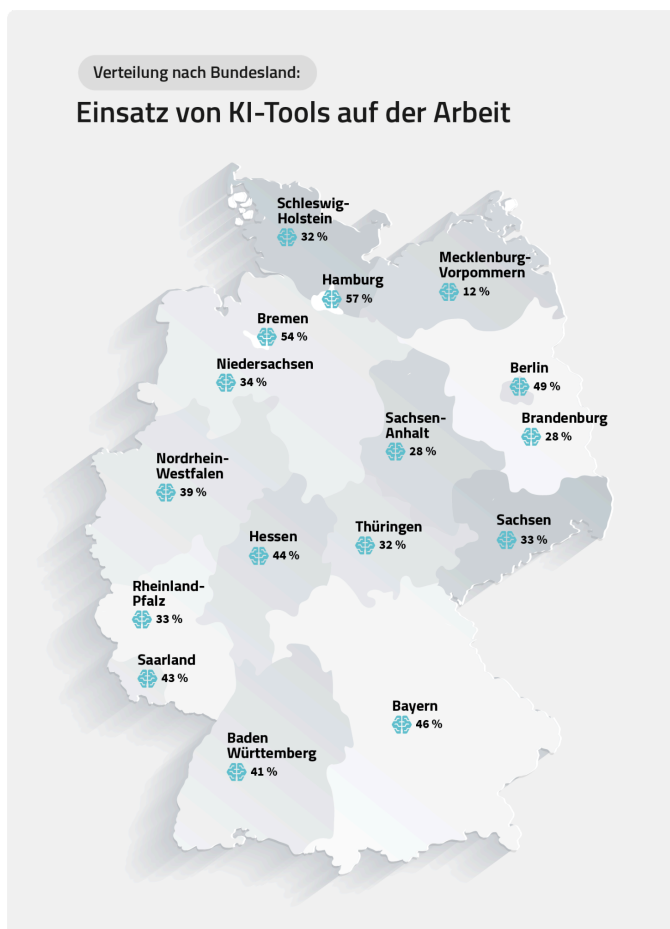 Verteilung nach Bundesland:
Einsatz von KI-Tools auf der Arbeit
Schleswig-
Holstein
32 %
Mecklenburg-
Vorpommern
12 %
Hamburg
57 %
Bremen
54 %
Niedersachsen
34 %
Berlin
49 %
Brandenburg
28 %
Sachsen-
Anhalt
28 %
Nordrhein-
Westfalen
39 %
Sachsen
33 %
Thüringen
32 %
Hessen
44 %
Rheinland-
Pfalz
33 %
Saarland
43 %
Bayern
46 %
Baden
Württemberg
41 %